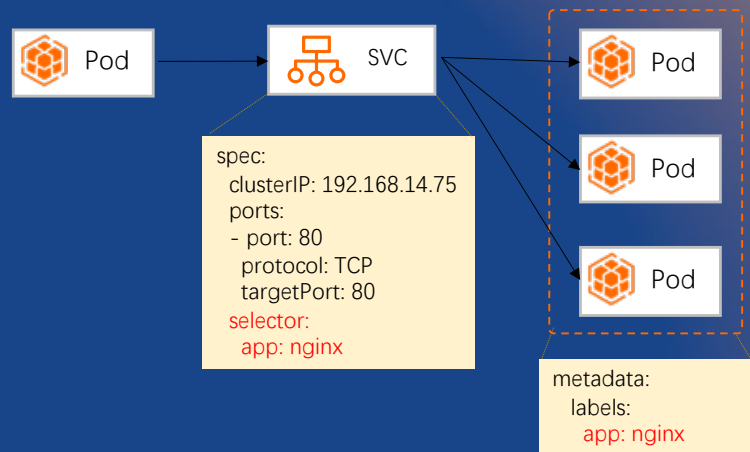 Pod
SVC
Pod
Pod
Pod
spec:
clusterIP: 192.168.14.75
ports:
- port: 80
protocol: TCP
targetPort: 80
selector:
app: nginx
metadata:
labels:
app: nginx